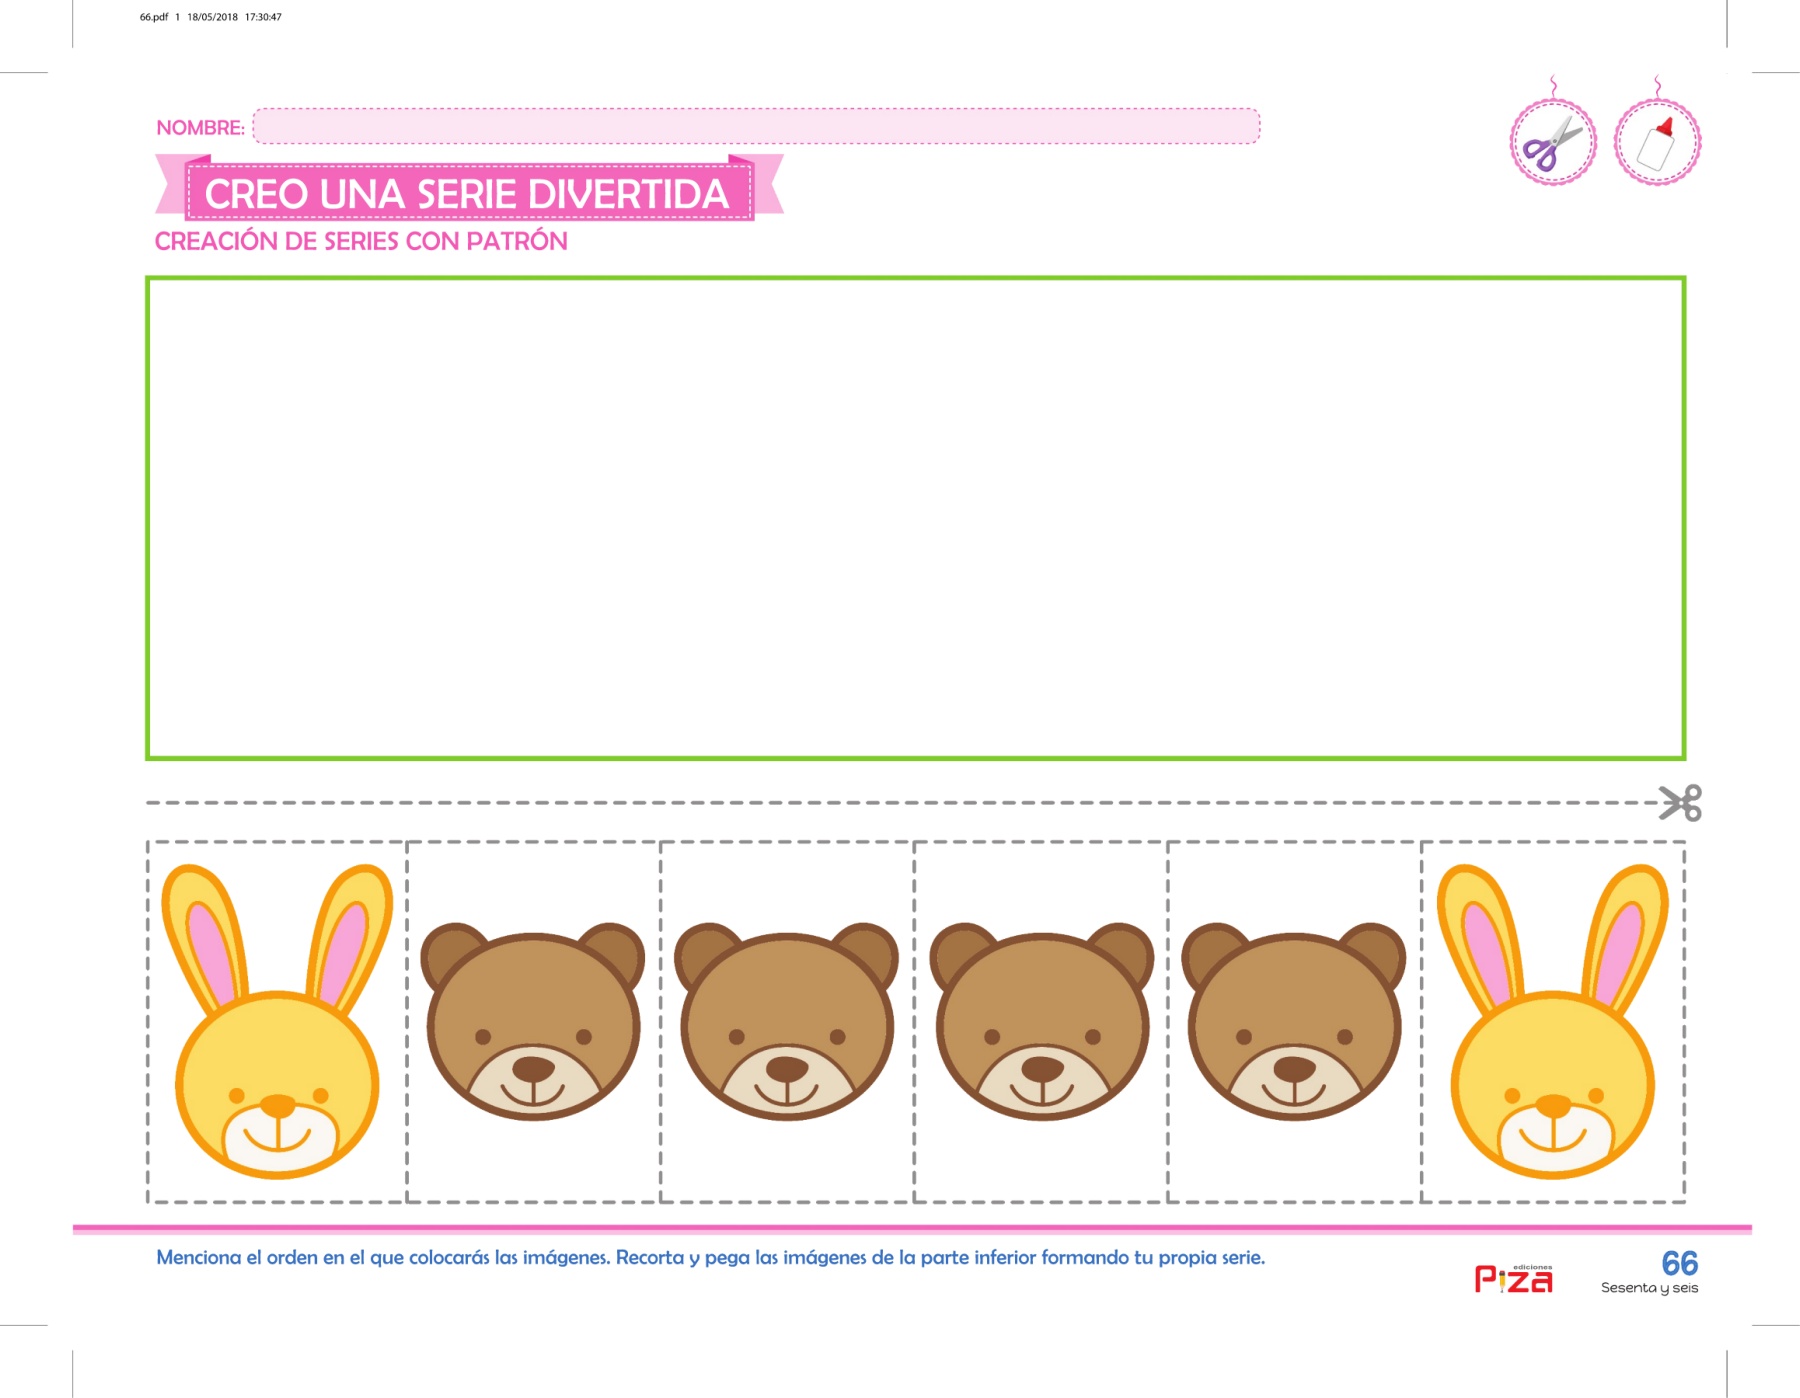 66.pdf 1 18/05/2018 17:30:47
NOMBRE:
CREO UNA SERIE DIVERTIDA
CREACIÓN DE SERIES CON PATRÓN
Menciona el orden en el que colocarás las imágenes. Recorta y pega las imágenes de la parte inferior formando tu propia serie.
ediciones
Piza
66
Sesenta y seis